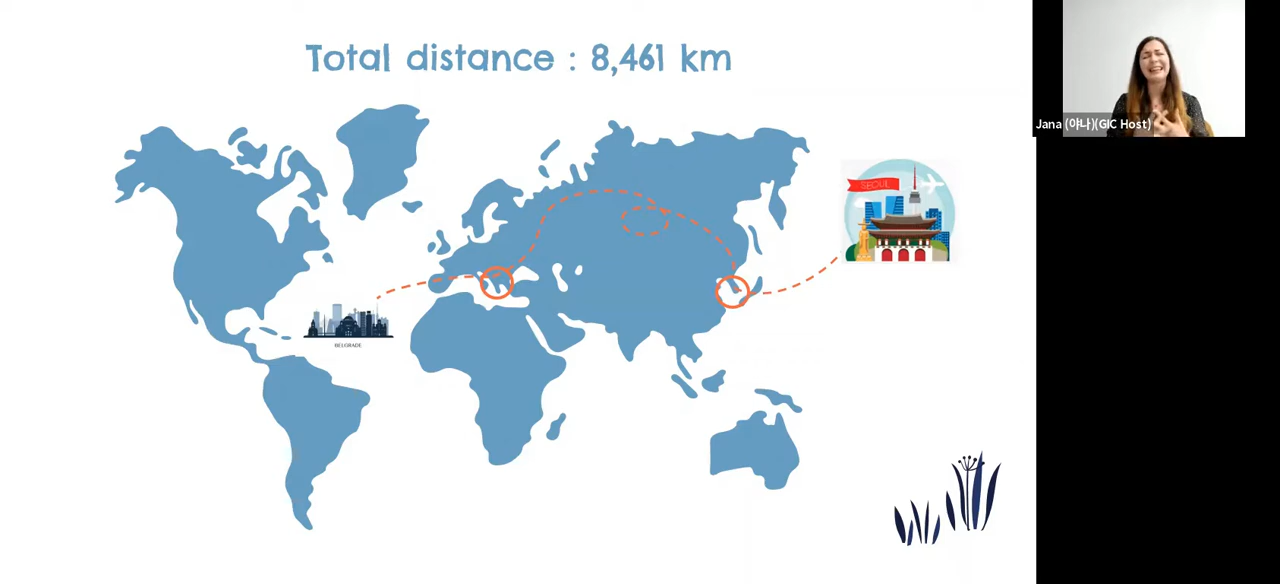 Total distance : 8,461 km
SEOUL
BELGRADE
Jana (야나)(GIC Host)